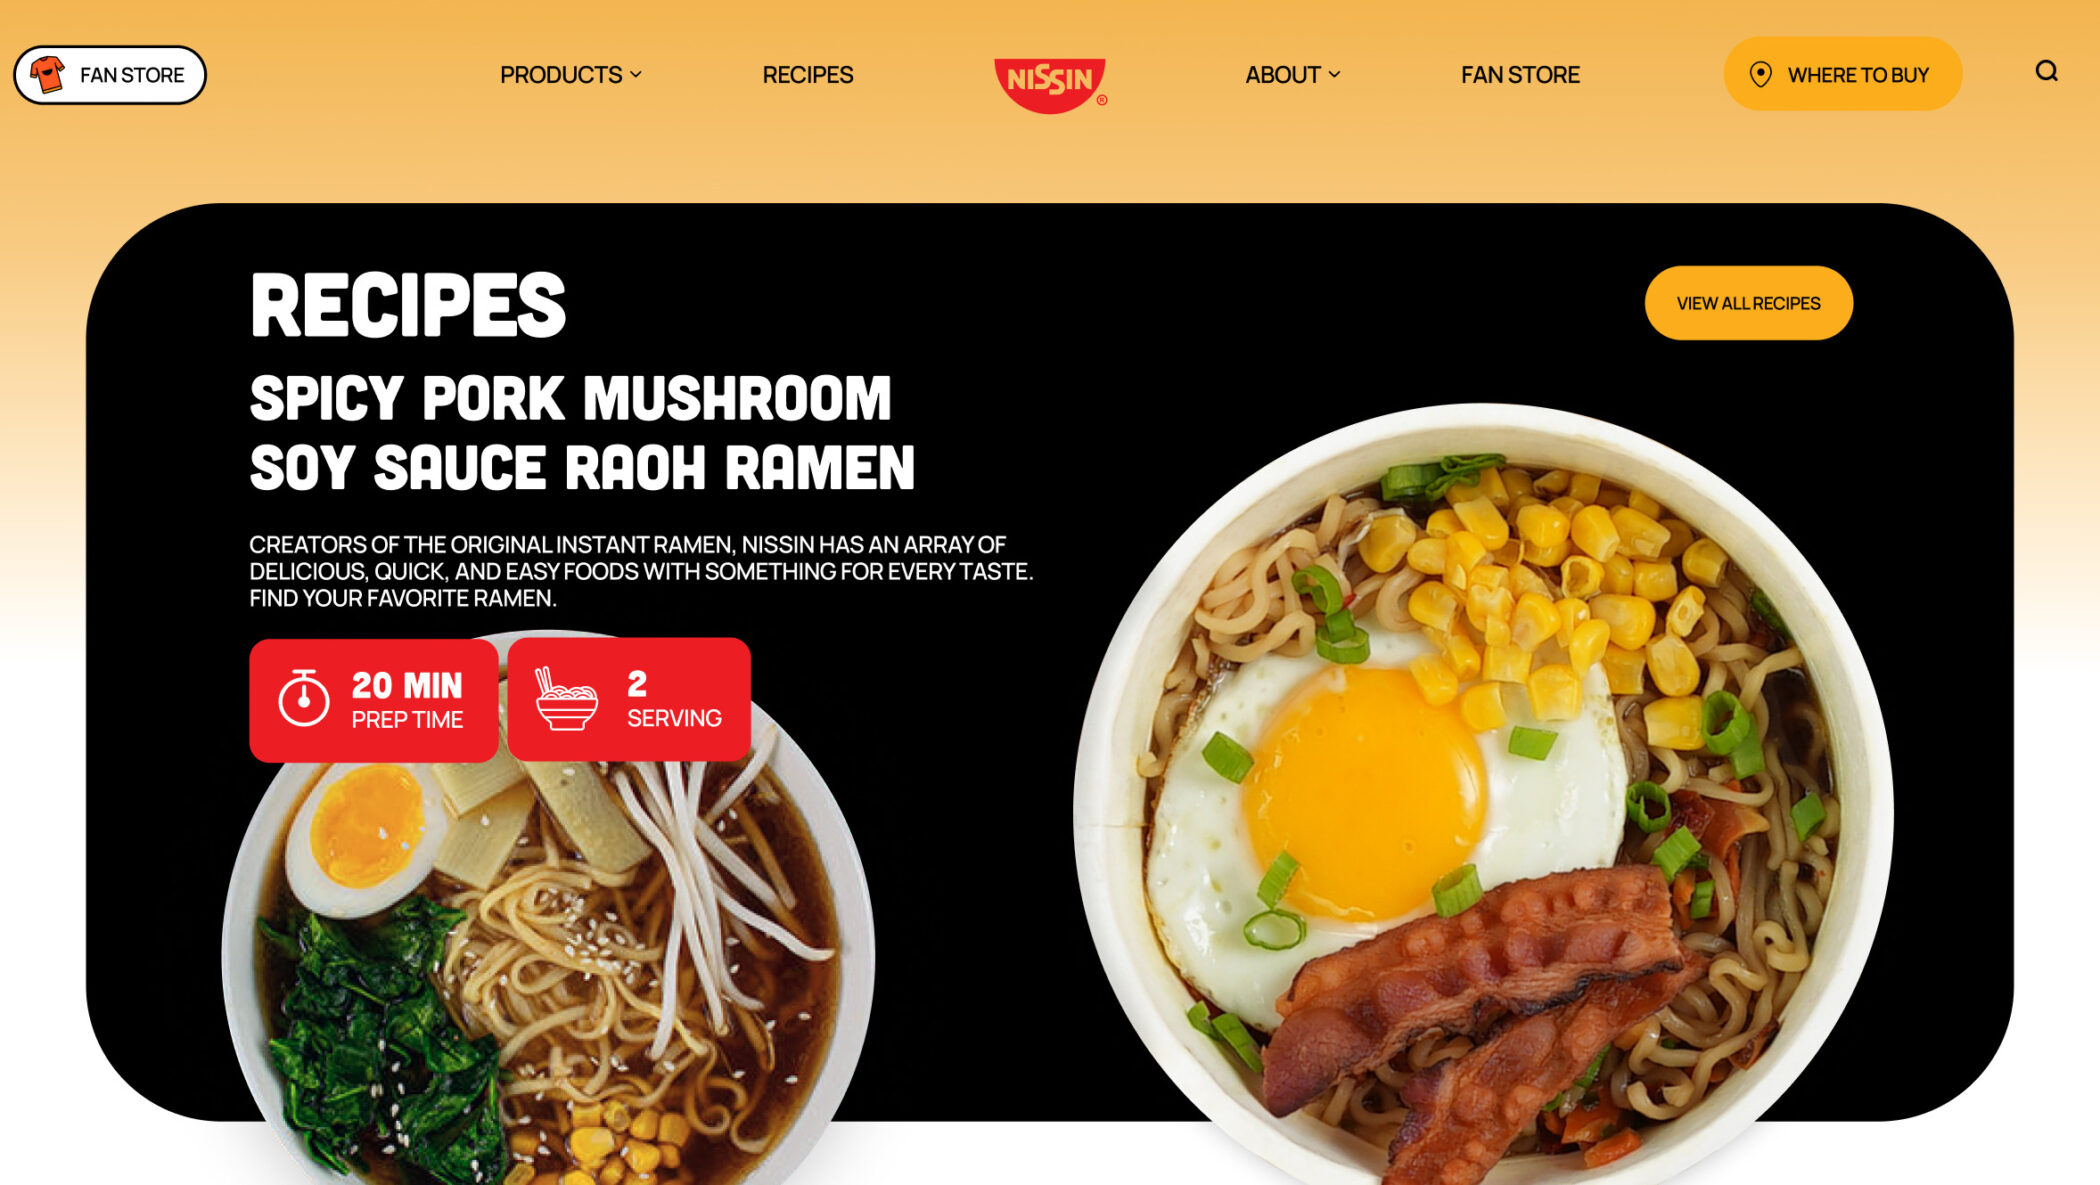 FAN STORE
PRODUCTS
RECIPES
NISSIN
®
ABOUT
FAN STORE
WHERE TO BUY
RECIPES
VIEW ALL RECIPES
SPICY PORK MUSHROOM
SOY SAUCE RAOH RAMEN
CREATORS OF THE ORIGINAL INSTANT RAMEN, NISSIN HAS AN ARRAY OF
DELICIOUS, QUICK, AND EASY FOODS WITH SOMETHING FOR EVERY TASTE.
FIND YOUR FAVORITE RAMEN.
20 MIN
PREP TIME
2
SERVING